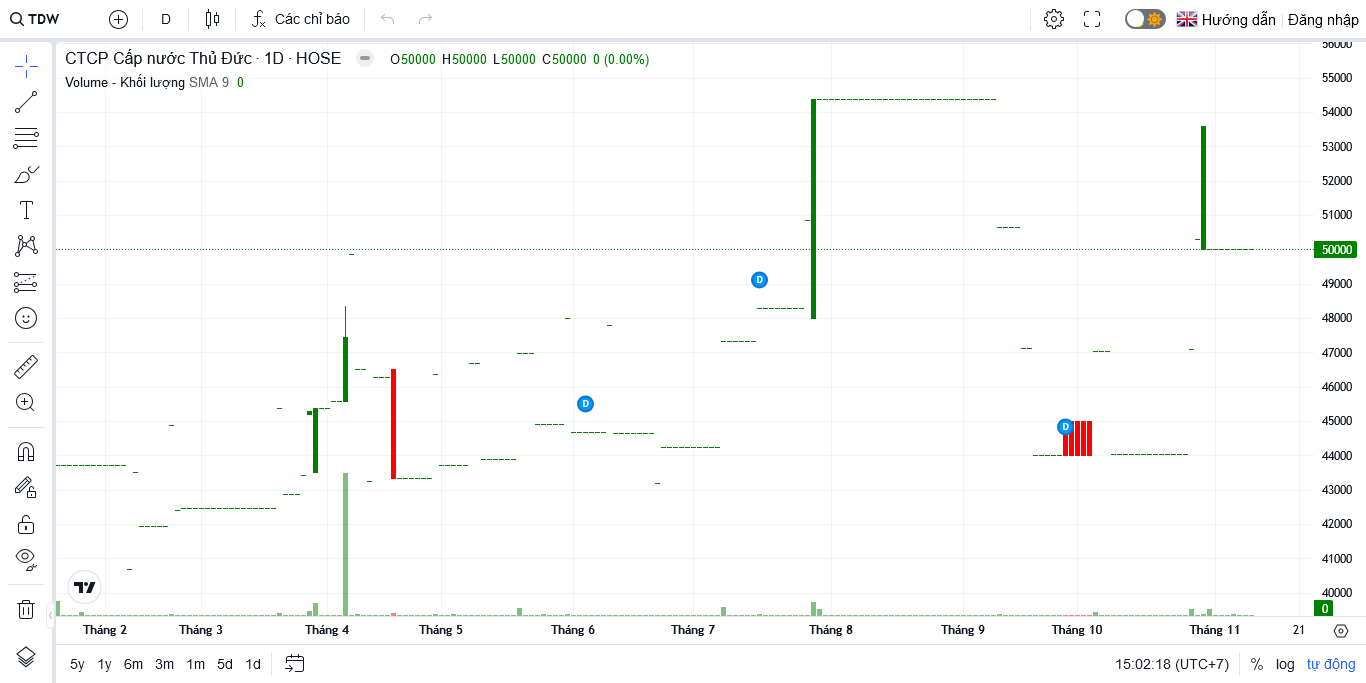 TDW D Các chỉ báo Hướng dẫn Đăng nhập
CTCP Cấp nước Thủ Đức · 1D · HOSE O50000 H50000 L50000 C50000 0 (0.00%)
Volume - Khối lượng SMA 9 0
56000
55000
54000
53000
52000
51000
50000
49000
48000
47000
46000
45000
44000
43000
42000
41000
40000
0
D
D
D
Tháng 2 Tháng 3 Tháng 4 Tháng 5 Tháng 6 Tháng 7 Tháng 8 Tháng 9 Tháng 10 Tháng 11 21
5y 1y 6m 3m 1m 5d 1d 15:02:18 (UTC+7) % log tự động